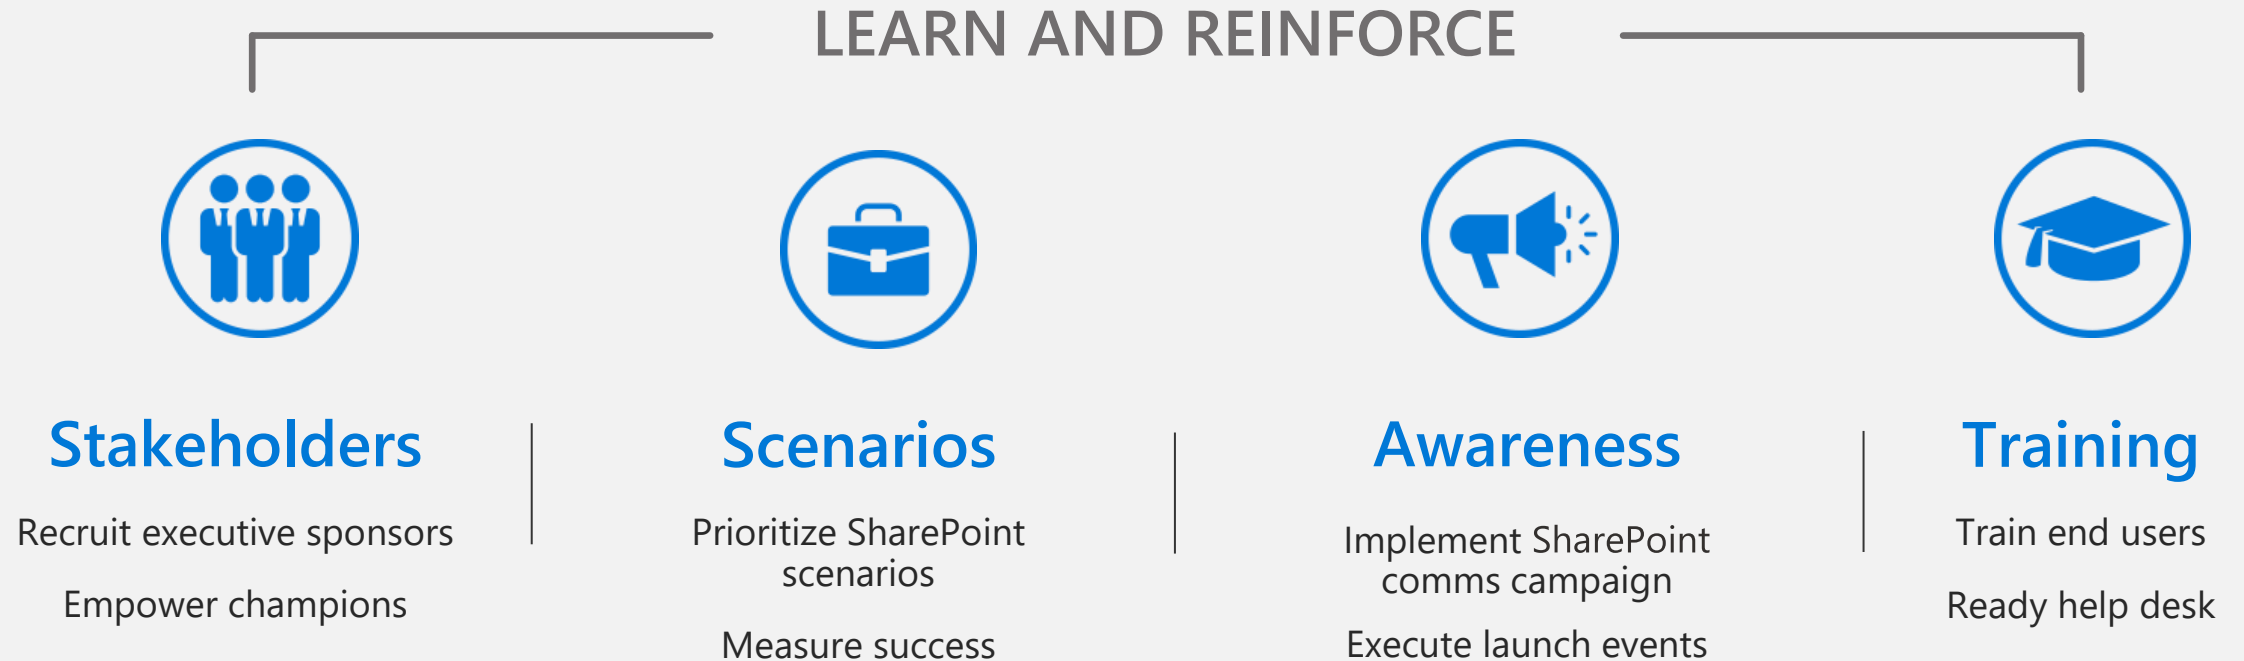 LEARN AND REINFORCE
Stakeholders
Recruit executive sponsors
Empower champions
Scenarios
Prioritize SharePoint
scenarios
Measure success
Awareness
Implement SharePoint
comms campaign
Execute launch events
Training
Train end users
Ready help desk